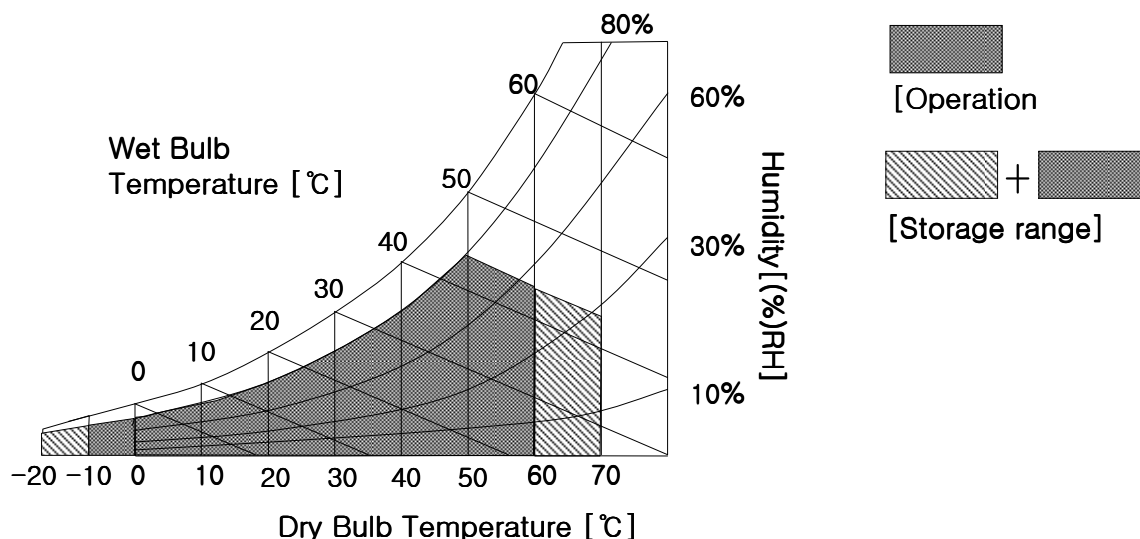 80%
60
[Operation
60%
Wet Bulb
Temperature [℃]
50
+
40
[Storage range]
30%
30
20
Humidity[(%)RH]
10
0
10%
-20 -10 0 10 20 30 40 50 60 70
Dry Bulb Temperature [℃]